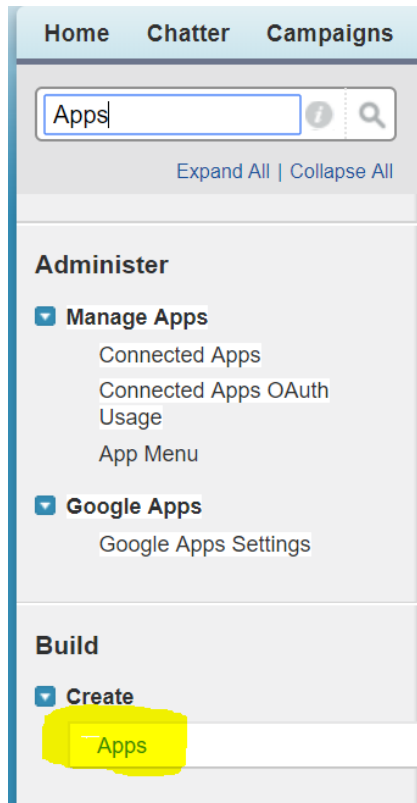 Home Chatter Campaigns
Apps
Expand All | Collapse All
Administer
Manage Apps
Connected Apps
Connected Apps OAuth
Usage
App Menu
Google Apps
Google Apps Settings
Build
Create
Apps